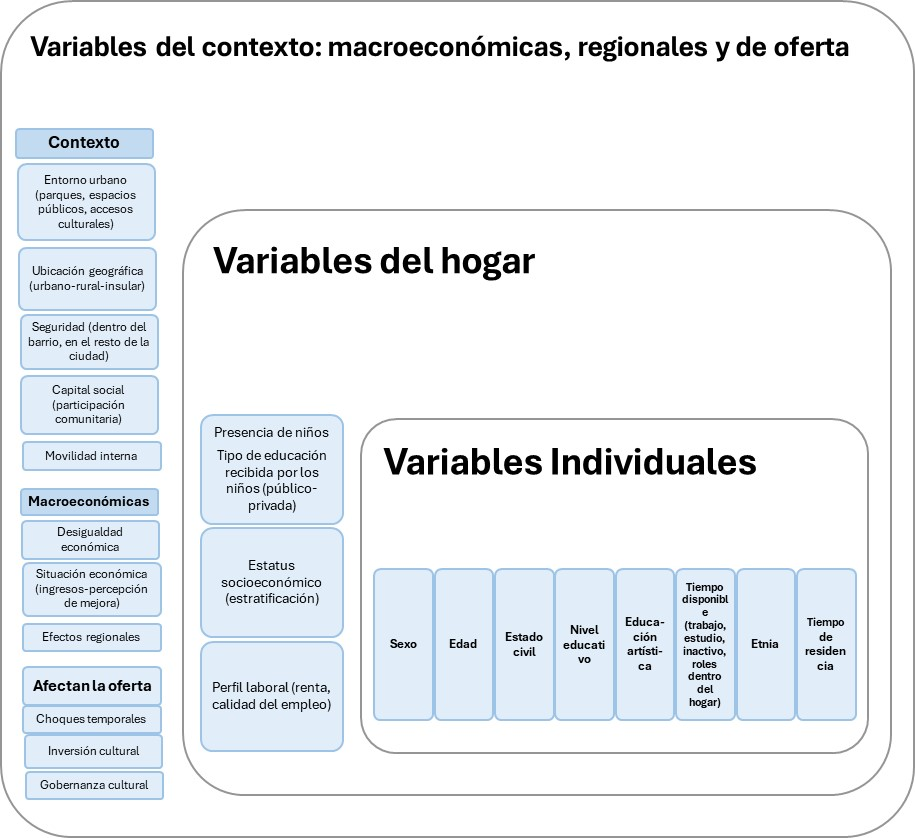 Variables del contexto: macroeconómicas, regionales y de oferta
Contexto
Entorno urbano
(parques, espacios
públicos, accesos
culturales)
Ubicación geográfica
(urbano-rural-insular)
Seguridad (dentro del
barrio, en el resto de la
ciudad)
Capital social
(participación
comunitaria)
Movilidad interna
Macroeconómicas
Desigualdad
económica
Situación económica
(ingresos-percepción
de mejora)
Efectos regionales
Afectan la oferta
Choques temporales
Inversión cultural
Gobernanza cultural
Variables del hogar
Presencia de niños
Tipo de educación
recibida por los
niños (público-
privada)
Estatus
socioeconómico
(estratificación)
Perfil laboral (renta,
calidad del empleo)
Variables Individuales
Sexo
Edad
Estado
civil
Nivel
educati
vo
Educa-
ción
artísti-
ca
Tiempo
disponibl
e
(trabajo,
estudio,
inactivo,
roles
dentro
del
hogar)
Etnia
Tiempo
de
residen
cia